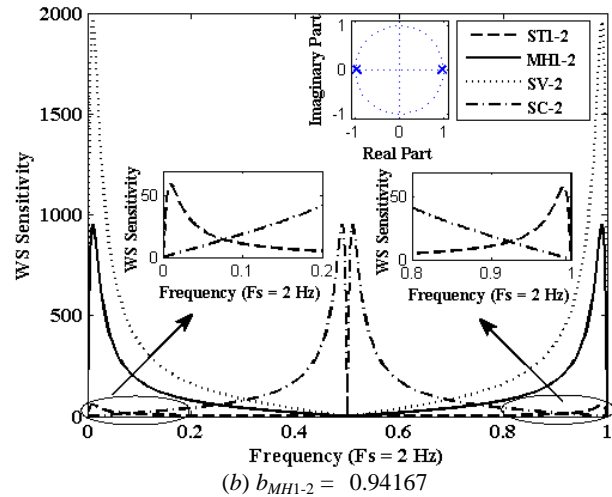 2000
1500
1000
500
0
WS Sensitivity
0 0.2 0.4 0.6 0.8 1
Frequency (Fs = 2 Hz)
Imaginary Part
1
0
-1
-1 0 1
Real Part
ST1-2
MH1-2
SV-2
SC-2
WS Sensitivity
50
0
0 0.1 0.2
Frequency (Fs = 2 Hz)
WS Sensitivity
50
0
0.8 0.9 1
Frequency (Fs = 2 Hz)
(b) bMH1-2 = 0.94167